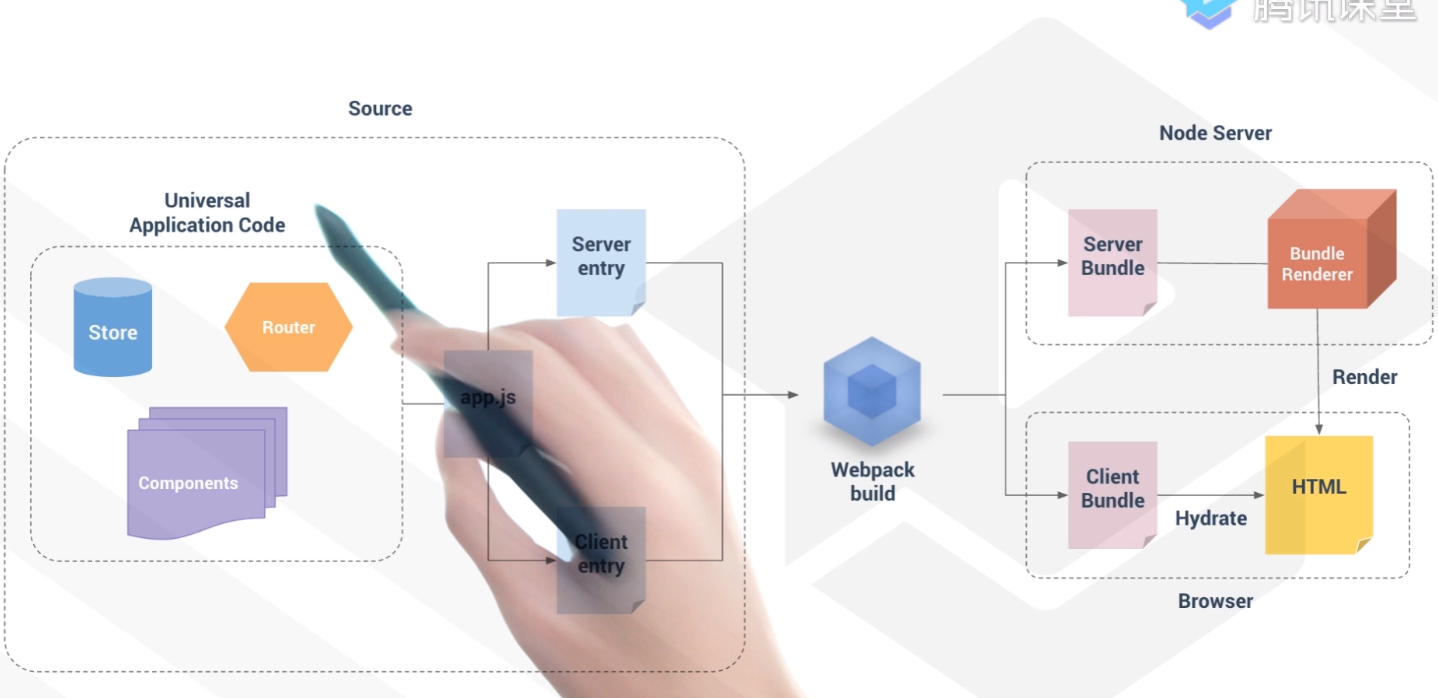 腾讯课堂
Source
Node Server
Universal
Application Code
Server
entry
Server
Bundle
Bundle
Renderer
Store
Router
Render
app.js
Components
Webpack
build
Client
Bundle
HTML
Hydrate
Client
entry
Browser